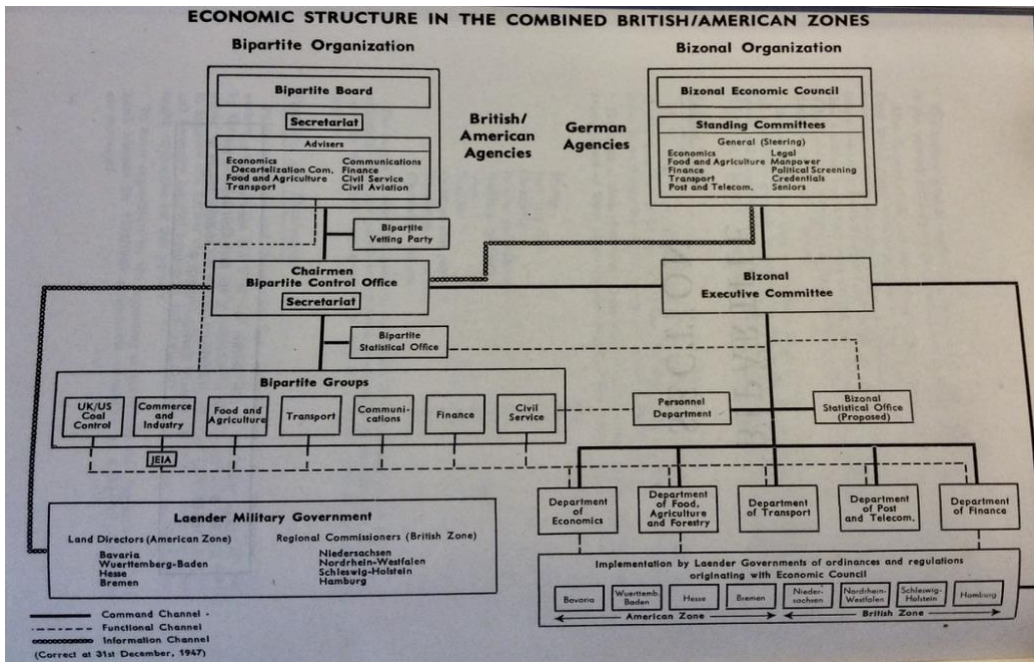 ECONOMIC STRUCTURE IN THE COMBINED BRITISH/AMERICAN ZONES
Bipartite Organization
Bipartite Board
Secretariat
Advisers
Economics
Decartelization Com.
Food and Agriculture
Transport
Communications
Finance
Civil Service
Civil Aviation
British/
American
Agencies
German
Agencies
Bizonal Organization
Bizonal Economic Council
Standing Committees
General (Steering)
Economics
Food and Agriculture
Finance
Transport
Post and Telecom.
Legal
Manpower
Political Screening
Credentials
Seniors
Bipartite
Vetting Party
Chairmen
Bipartite Control Office
Secretariat
Bizonal
Executive Committee
Bipartite
Statistical Office
Bipartite Groups
UK/US
Coal
Control
Commerce
and
Industry
Food and
Agriculture
Transport
Communi-
cations
Finance
Civil
Service
JEIA
Personnel
Department
Bizonal
Statistical Office
(Proposed)
Department
of
Economics
Department
of Food,
Agriculture
and Forestry
Department
of Transport
Department
of Post
and Telecom.
Department
of Finance
Laender Military Government
Land Directors (American Zone)
Bavaria
Wuerttemberg-Baden
Hesse
Bremen
Regional Commissioners (British Zone)
Niedersachsen
Nordrhein-Westfalen
Schleswig-Holstein
Hamburg
Implementation by Laender Governments of ordinances and regulations
originating with Economic Council
Bavaria
Wuerttemb.
Baden
Hesse
Bremen
Nieder-
sachsen
Nordrhein-
Westfalen
Schleswig-
Holstein
Hamburg
American Zone
British Zone
Command Channel
Functional Channel
Information Channel
(Correct at 31st December, 1947)